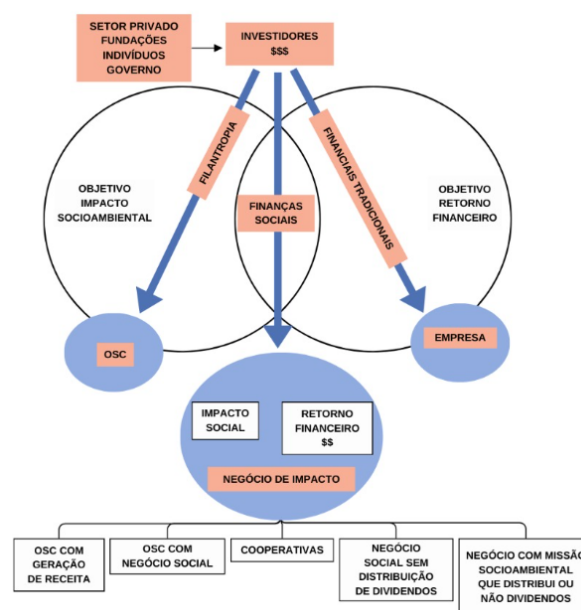 SETOR PRIVADO
FUNDAÇÕES
INDIVÍDUOS
GOVERNO
INVESTIDORES
$$$
FILANTROPIA
FINANÇAS
SOCIAIS
FINANCIAIS TRADICIONAIS
OBJETIVO
IMPACTO
SOCIOAMBIENTAL
OBJETIVO
RETORNO
FINANCEIRO
OSC
EMPRESA
IMPACTO
SOCIAL
RETORNO
FINANCEIRO
$$
NEGÓCIO DE IMPACTO
OSC COM
GERAÇÃO
DE RECEITA
OSC COM
NEGÓCIO SOCIAL
COOPERATIVAS
NEGÓCIO
SOCIAL SEM
DISTRIBUIÇÃO
DE DIVIDENDOS
NEGÓCIO COM MISSÃO
SOCIOAMBIENTAL
QUE DISTRIBUI OU
NÃO DIVIDENDOS